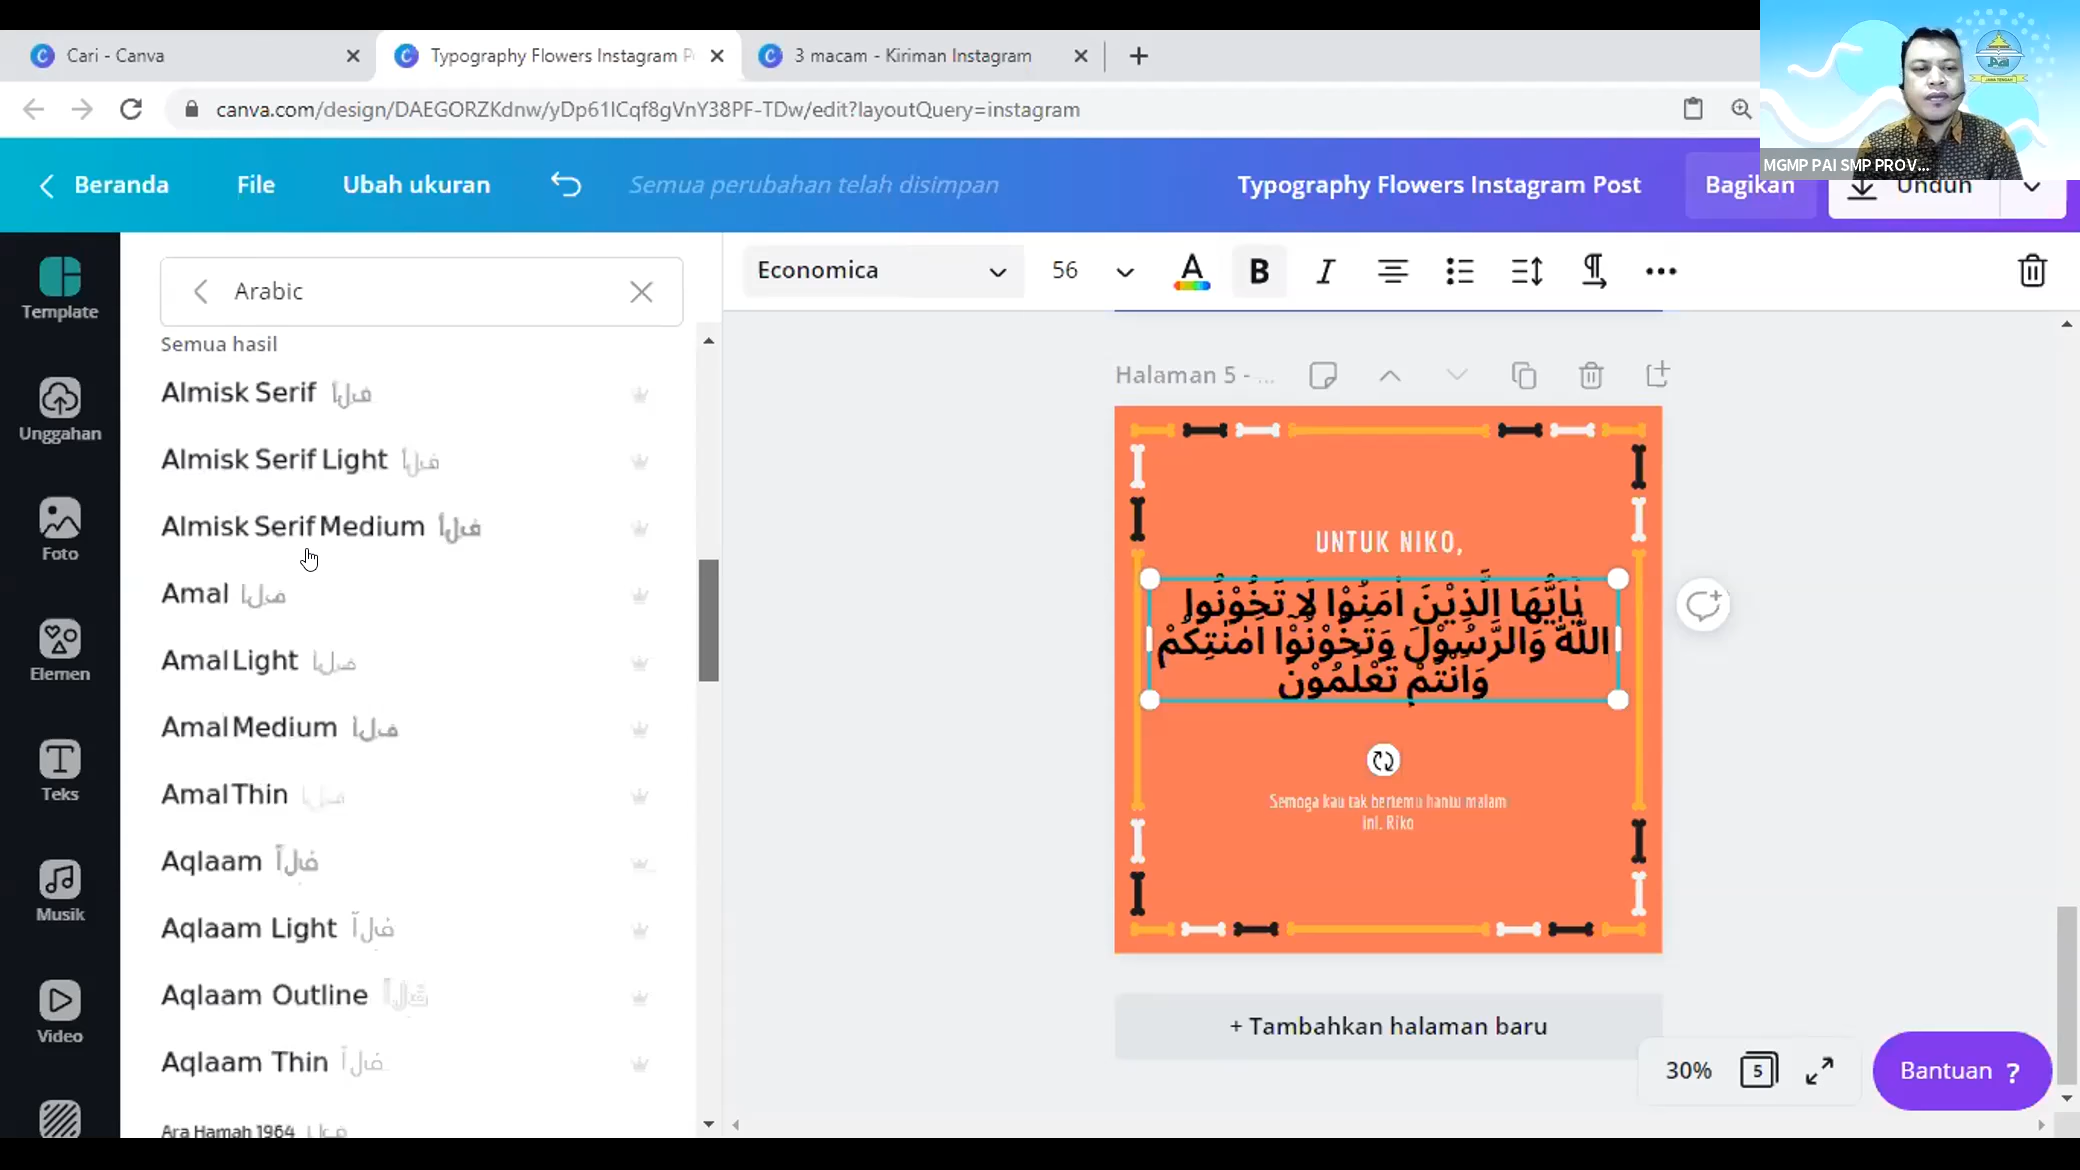 Cari - Canva
Typography Flowers Instagram P
3 macam - Kiriman Instagram
canva.com/design/DAEGORZKdnw/yDp61lCqf8gVnY38PF-TDw/edit?layoutQuery=instagram
MGMP PAI SMP PROV...
Beranda
File
Ubah ukuran
Semua perubahan telah disimpan
Typography Flowers Instagram Post
Bagikan
Unduh
Template
Unggahan
Foto
Elemen
Teks
Musik
Video
Arabic
Semua hasil
Almisk Serif
Almisk Serif Light
Almisk Serif Medium
Amal
Amal Light
Amal Medium
Amal Thin
Aqlaam
Aqlaam Light
Aqlaam Outline
Aqlaam Thin
Ara Hamah 1964
Economica
56
A
B
I
Halaman 5 - ...
UNTUK NIKO,
يٰٓاَيُّهَا الَّذِيْنَ اٰمَنُوْا لَا تَخُوْنُوا
اللّٰهَ وَالرَّسُوْلَ وَتَخُوْنُوْٓا اَمٰنٰتِكُمْ
وَاَنْتُمْ تَعْلَمُوْنَ
Semoga kau tak bertemu hantu malam
ini. Riko
+ Tambahkan halaman baru
30%
5
Bantuan ?